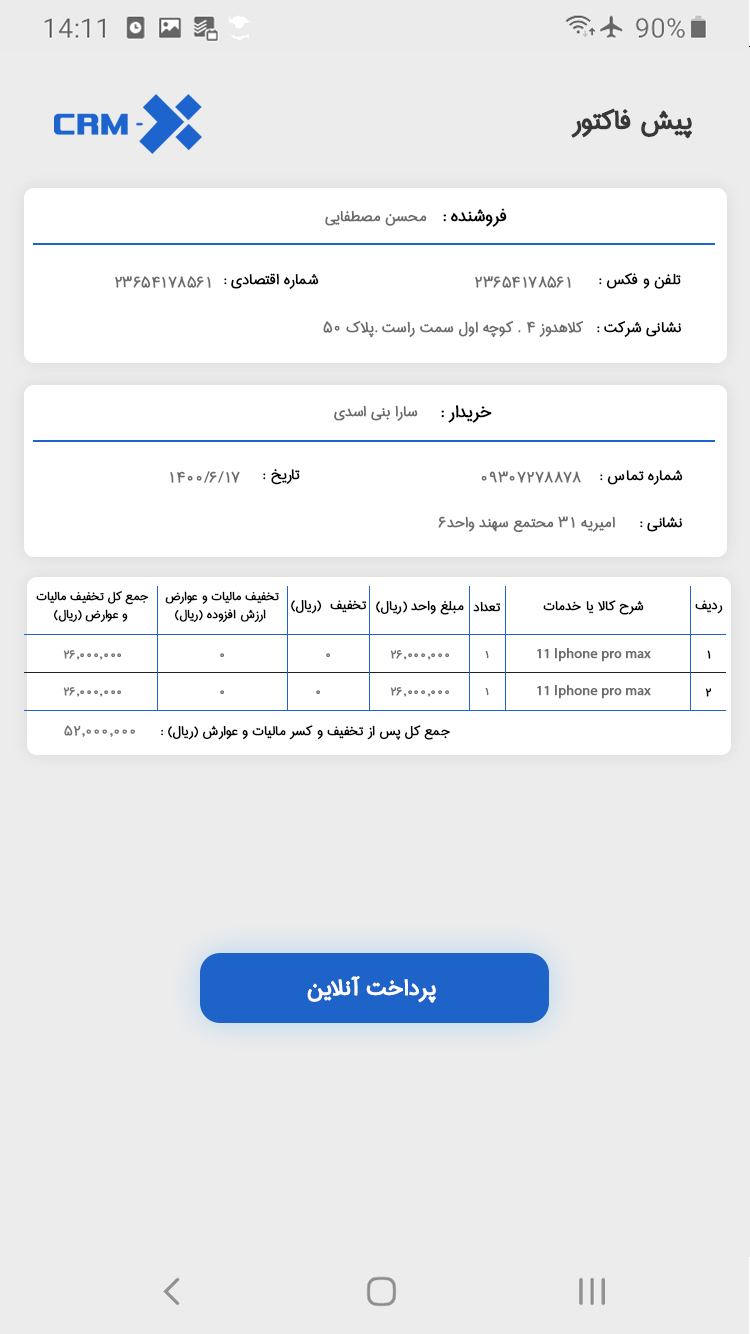 14:11 90%
پیش فاکتور
CRM-X
فروشنده : محسن مصطفایی
تلفن و فکس : ۲۳۶۵۴۱۷۸۵۶۱ شماره اقتصادی : ۲۳۶۵۴۱۷۸۵۶۱
نشانی شرکت : کلاهدوز ۴ . کوچه اول سمت راست .پلاک ۵۰
خریدار : سارا بنی اسدی
شماره تماس : ۰۹۳۰۷۲۷۸۸۷۸ تاریخ : ۱۴۰۰/۶/۱۷
نشانی : امیریه ۳۱ محتمع سهند واحد۶
ردیف شرح کالا یا خدمات تعداد مبلغ واحد (ریال) تخفیف (ریال) تخفیف مالیات و عوارض ارزش افزوده (ریال) جمع کل تخفیف مالیات و عوارض (ریال)
۱ 11 Iphone pro max ۱ ۲۶,۰۰۰,۰۰۰ ۰ ۰ ۲۶,۰۰۰,۰۰۰
۲ 11 Iphone pro max ۱ ۲۶,۰۰۰,۰۰۰ ۰ ۰ ۲۶,۰۰۰,۰۰۰
جمع کل پس از تخفیف و کسر مالیات و عوارش (ریال) : ۵۲,۰۰۰,۰۰۰
پرداخت آنلاین